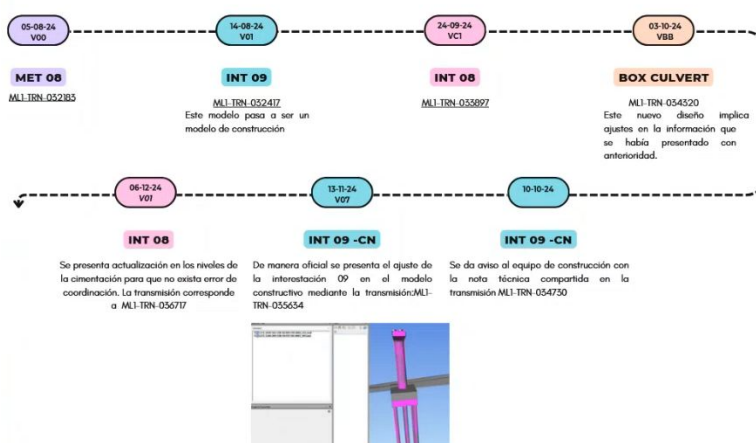 05-08-24
V00
14-08-24
V01
24-09-24
VC1
03-10-24
VBB
MET 08
ML1-TRN-032183
INT 09
ML1-TRN-032417
Este modelo pasa a ser un
modelo de construcción
INT 08
ML1-TRN-033897
BOX CULVERT
ML1-TRN-034320
Este nuevo diseño implica
ajustes en la información que
se había presentado con
anterioridad.
06-12-24
V01
13-11-24
V07
10-10-24
INT 08
Se presenta actualización en los niveles de
la cimentación para que no exista error de
coordinación. La transmisión corresponde
a ML1-TRN-036717
INT 09 -CN
De manera oficial se presenta el ajuste de
la interestación 09 en el modelo
constructivo mediante la transmisión:ML1-
TRN-035634
INT 09 -CN
Se da aviso al equipo de construcción con
la nota técnica compartida en la
transmisión ML1-TRN-034730